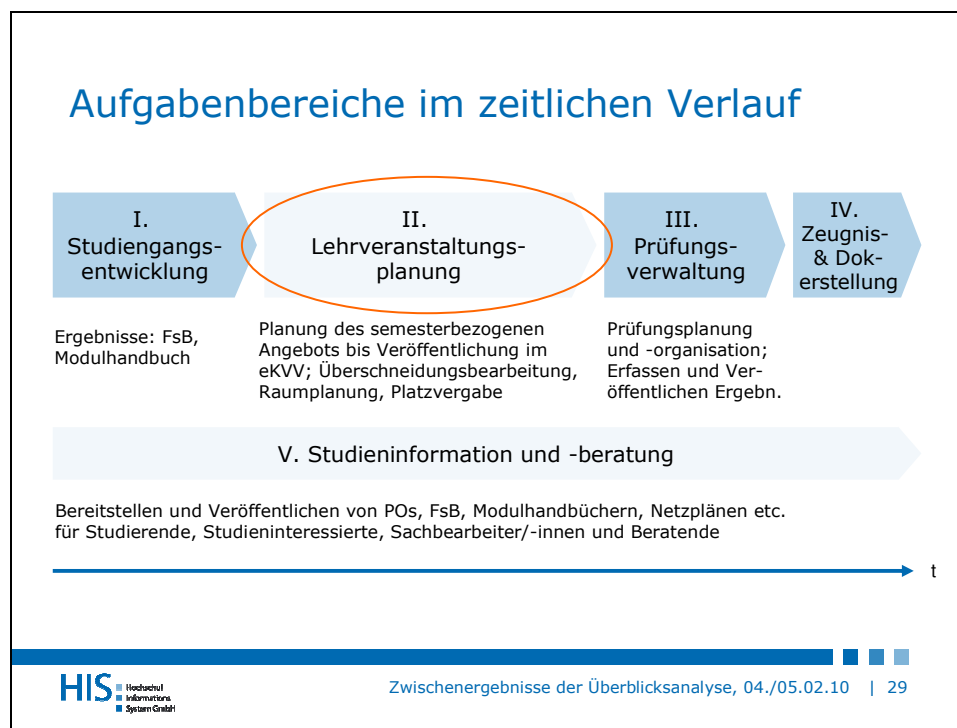 Aufgabenbereiche im zeitlichen Verlauf
I.
Studiengangs-
entwicklung
II.
Lehrveranstaltungs-
planung
III.
Prüfungs-
verwaltung
IV.
Zeugnis-
& Dok-
erstellung
Ergebnisse: FsB,
Modulhandbuch
Planung des semesterbezogenen
Angebots bis Veröffentlichung im
eKVV; Überschneidungsbearbeitung,
Raumplanung, Platzvergabe
Prüfungsplanung
und -organisation;
Erfassen und Ver-
öffentlichen Ergebn.
V. Studieninformation und -beratung
Bereitstellen und Veröffentlichen von POs, FsB, Modulhandbüchern, Netzplänen etc.
für Studierende, Studieninteressierte, Sachbearbeiter/-innen und Beratende
t
HIS
Hochschul
Informations
System GmbH
Zwischenergebnisse der Überblicksanalyse, 04./05.02.10 | 29